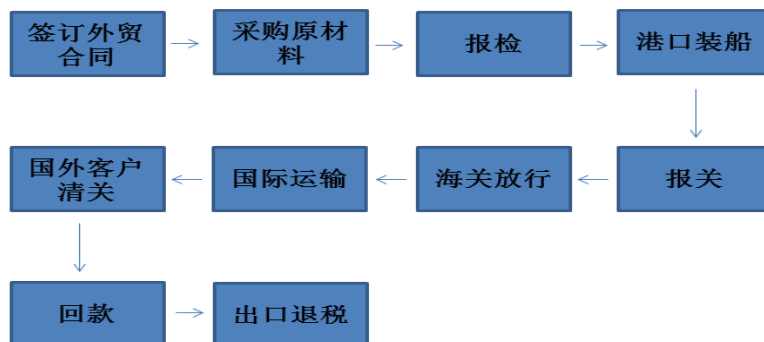 签订外贸
合同
采购原材
料
报检
港口装船
报关
海关放行
国际运输
国外客户
清关
回款
出口退税